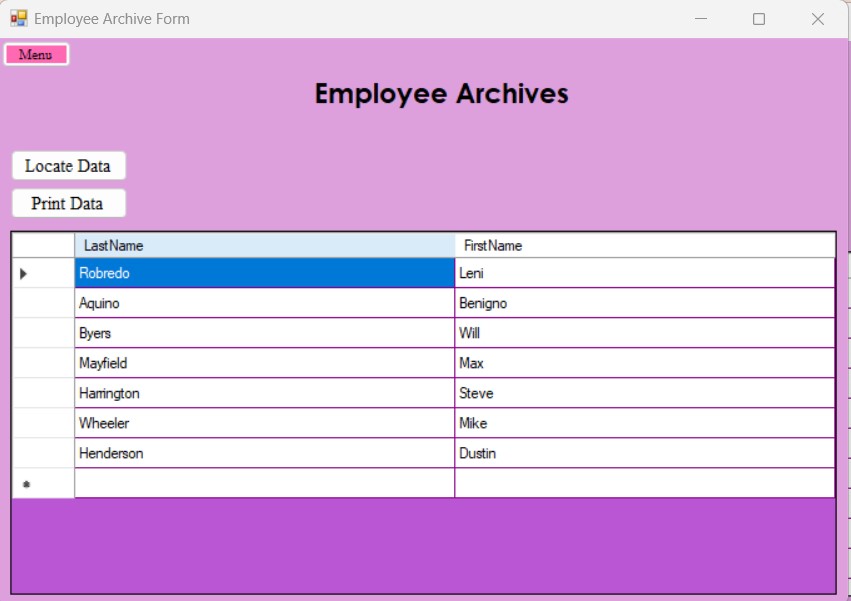 Employee Archive Form
Menu
Employee Archives
Locate Data
Print Data
LastName FirstName
Robredo Leni
Aquino Benigno
Byers Will
Mayfield Max
Harrington Steve
Wheeler Mike
Henderson Dustin